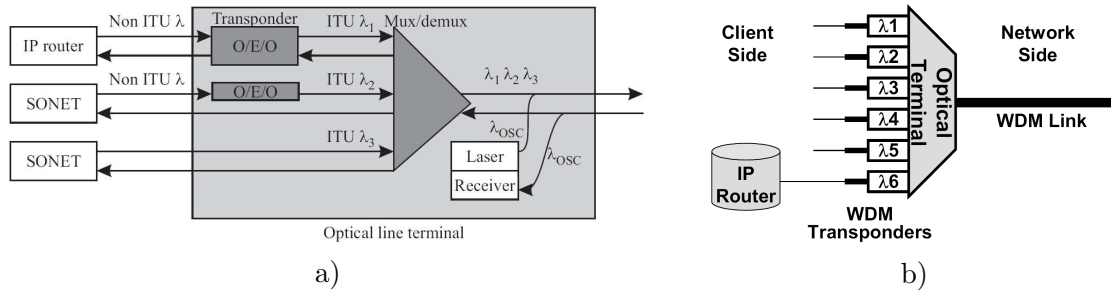 Non ITU λ
Transponder
ITU λ1
Mux/demux
IP router
O/E/O
Non ITU λ
ITU λ2
λ1 λ2 λ3
SONET
O/E/O
ITU λ3
λOSC
λOSC
SONET
Laser
Receiver
Optical line terminal
a)
Client
Side
λ1
λ2
λ3
λ4
λ5
λ6
Optical
Terminal
Network
Side
WDM Link
IP
Router
WDM
Transponders
b)